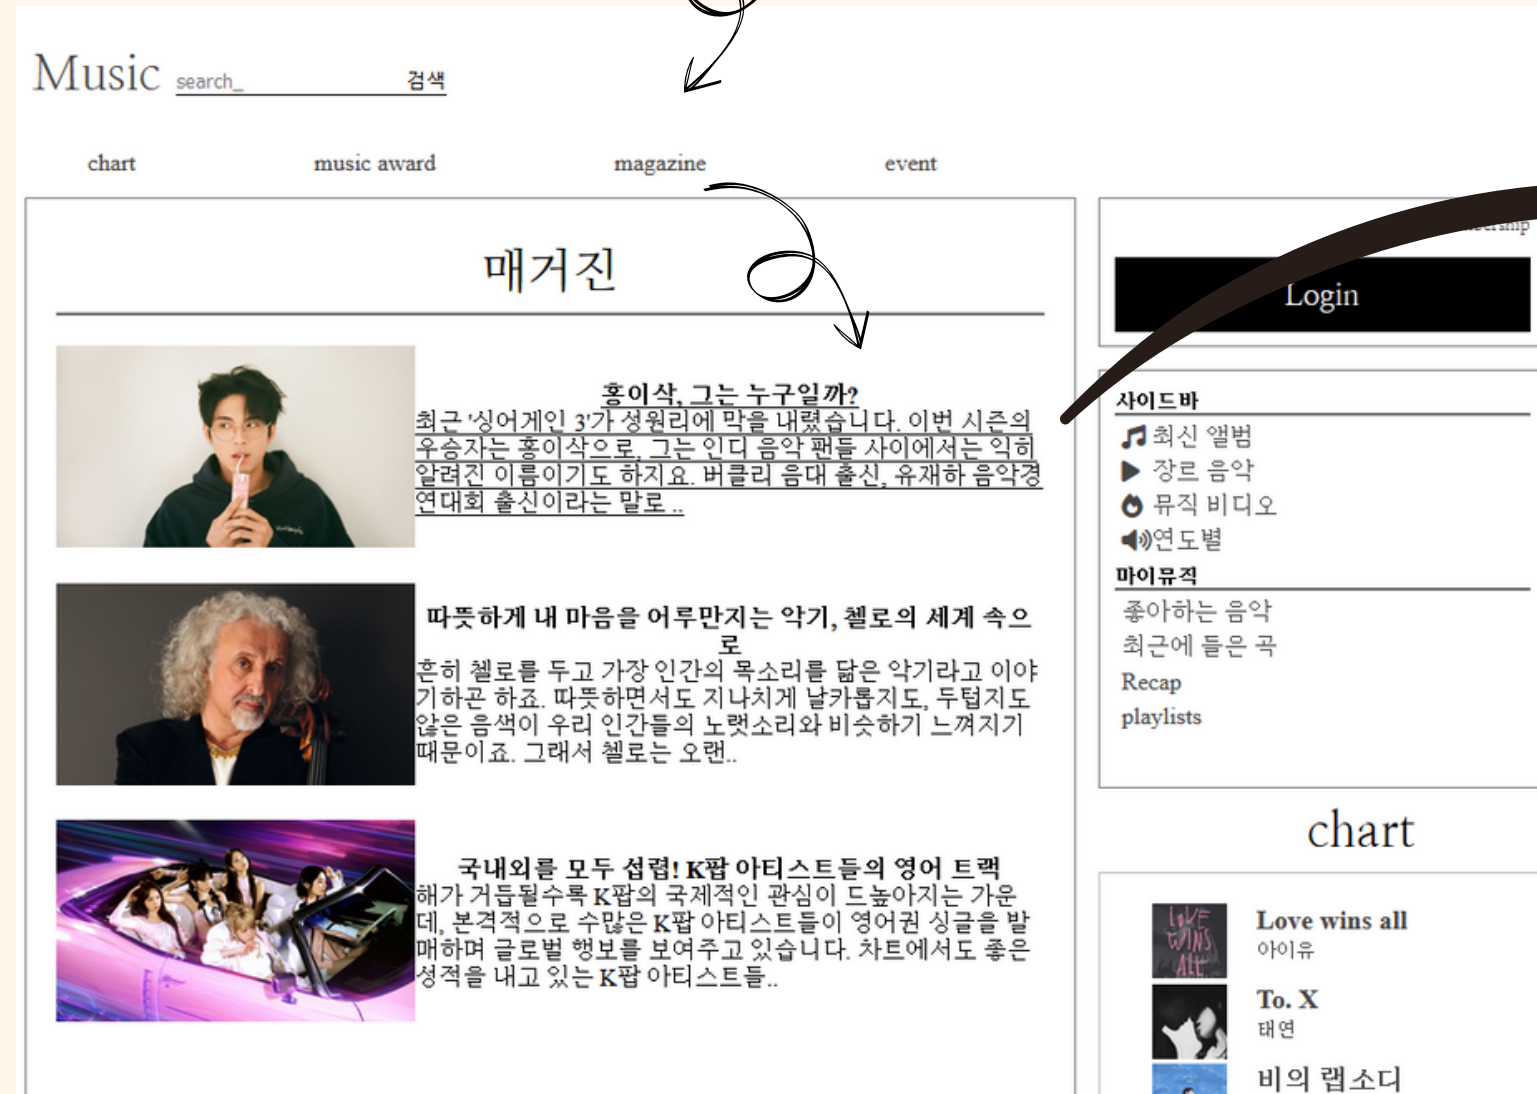 Music search_ 검색
chart music award magazine event
매거진
홍이삭, 그는 누구일까?
최근 '싱어게인 3'가 성원리에 막을 내렸습니다. 이번 시즌의
우승자는 홍이삭으로, 그는 인디 음악 팬들 사이에서는 익히
알려진 이름이기도 하지요. 버클리 음대 출신, 유재하 음악경
연대회 출신이라는 말로 ..
따뜻하게 내 마음을 어루만지는 악기, 첼로의 세계 속으
로
흔히 첼로를 두고 가장 인간의 목소리를 닮은 악기라고 이야
기하곤 하죠. 따뜻하면서도 지나치게 날카롭지도, 두텁지도
않은 음색이 우리 인간들의 노랫소리와 비슷하기 느껴지기
때문이죠. 그래서 첼로는 오랜..
국내외를 모두 섭렵! K팝 아티스트들의 영어 트랙
해가 거듭될수록 K팝의 국제적인 관심이 드높아지는 가운
데, 본격적으로 수많은 K팝 아티스트들이 영어권 싱글을 발
매하며 글로벌 행보를 보여주고 있습니다. 차트에서도 좋은
성적을 내고 있는 K팝 아티스트들..
Login
사이드바
최신 앨범
장르 음악
뮤직 비디오
연도별
마이뮤직
좋아하는 음악
최근에 들은 곡
Recap
playlists
chart
LOVE
WINS
ALL
Love wins all
아이유
To. X
태연
비의 랩소디